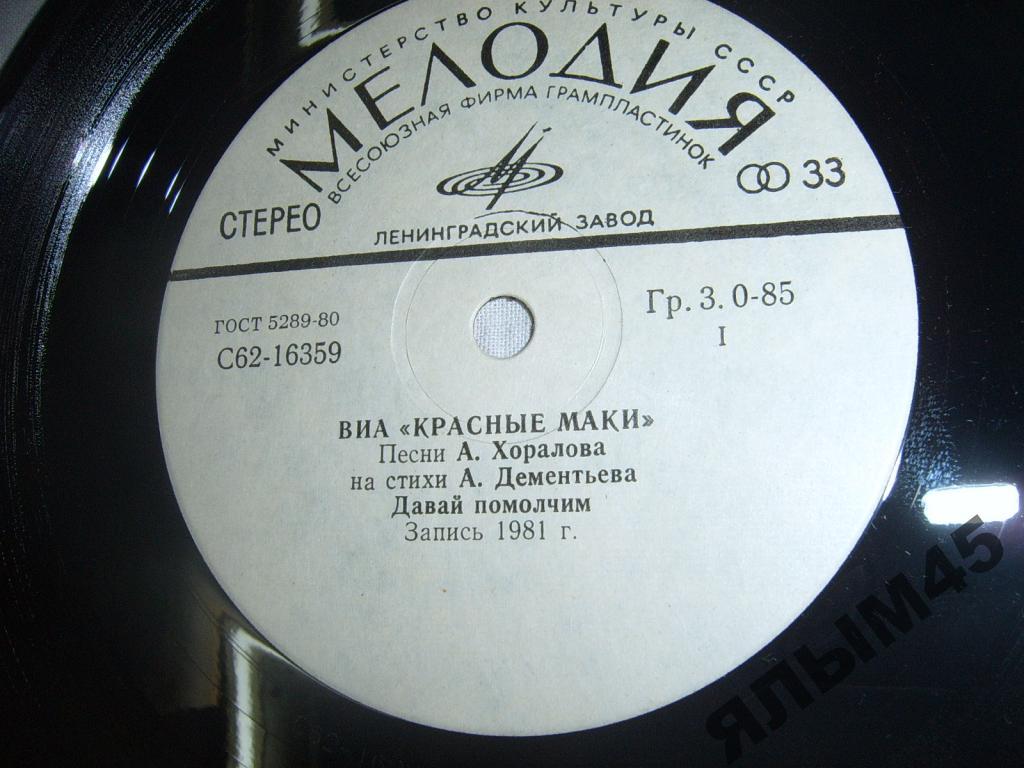 МИНИСТЕРСТВО КУЛЬТУРЫ СССР
МЕЛОДИЯ
ВСЕСОЮЗНАЯ ФИРМА ГРАМПЛАСТИНОК
СТЕРЕО
33
ЛЕНИНГРАДСКИЙ ЗАВОД
ГОСТ 5289-80
С62-16359
Гр. 3. 0-85
I
ВИА «КРАСНЫЕ МАКИ»
Песни А. Хоралова
на стихи А. Дементьева
Давай помолчим
Запись 1981 г.
ЯЛЫМ45